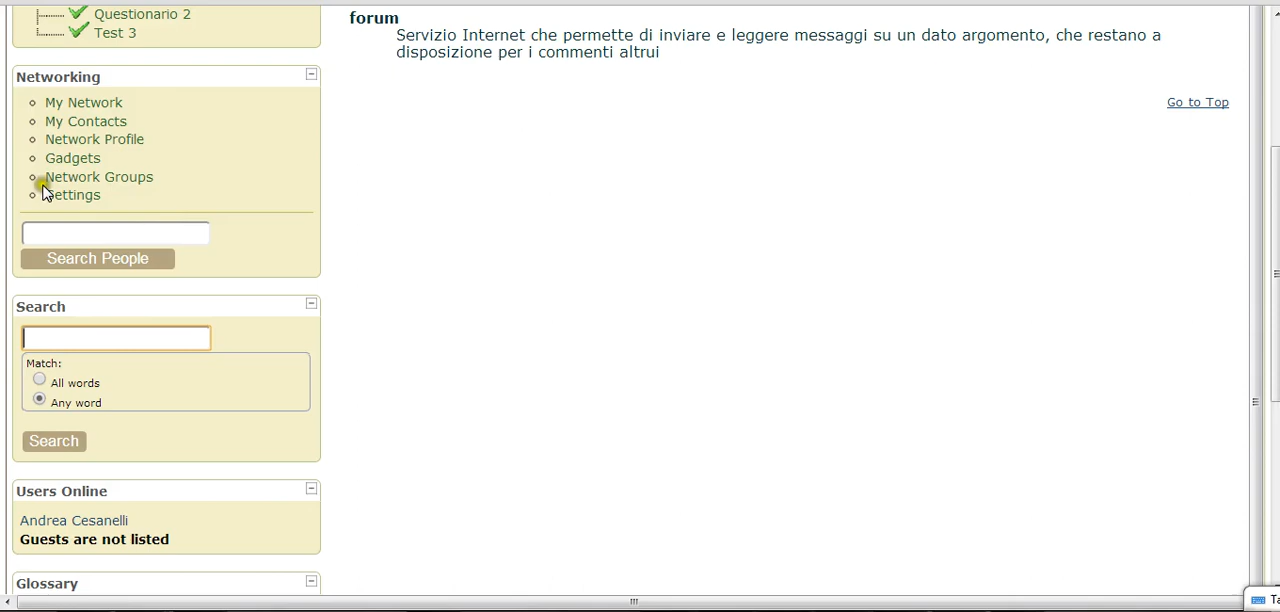 Questionario 2
Test 3
Networking
My Network
My Contacts
Network Profile
Gadgets
Network Groups
Settings
Search People
Search
Match:
All words
Any word
Search
Users Online
Andrea Cesanelli
Guests are not listed
Glossary
forum
Servizio Internet che permette di inviare e leggere messaggi su un dato argomento, che restano a
disposizione per i commenti altrui
Go to Top